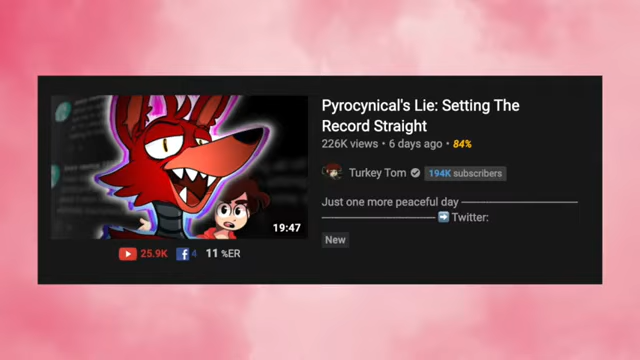 Pyrocynical's Lie: Setting The
Record Straight
226K views • 6 days ago • 84%
Turkey Tom
194K subscribers
Just one more peaceful day ————————————
———————————— ➡️ Twitter:
New
19:47
25.9K
4
11 %ER